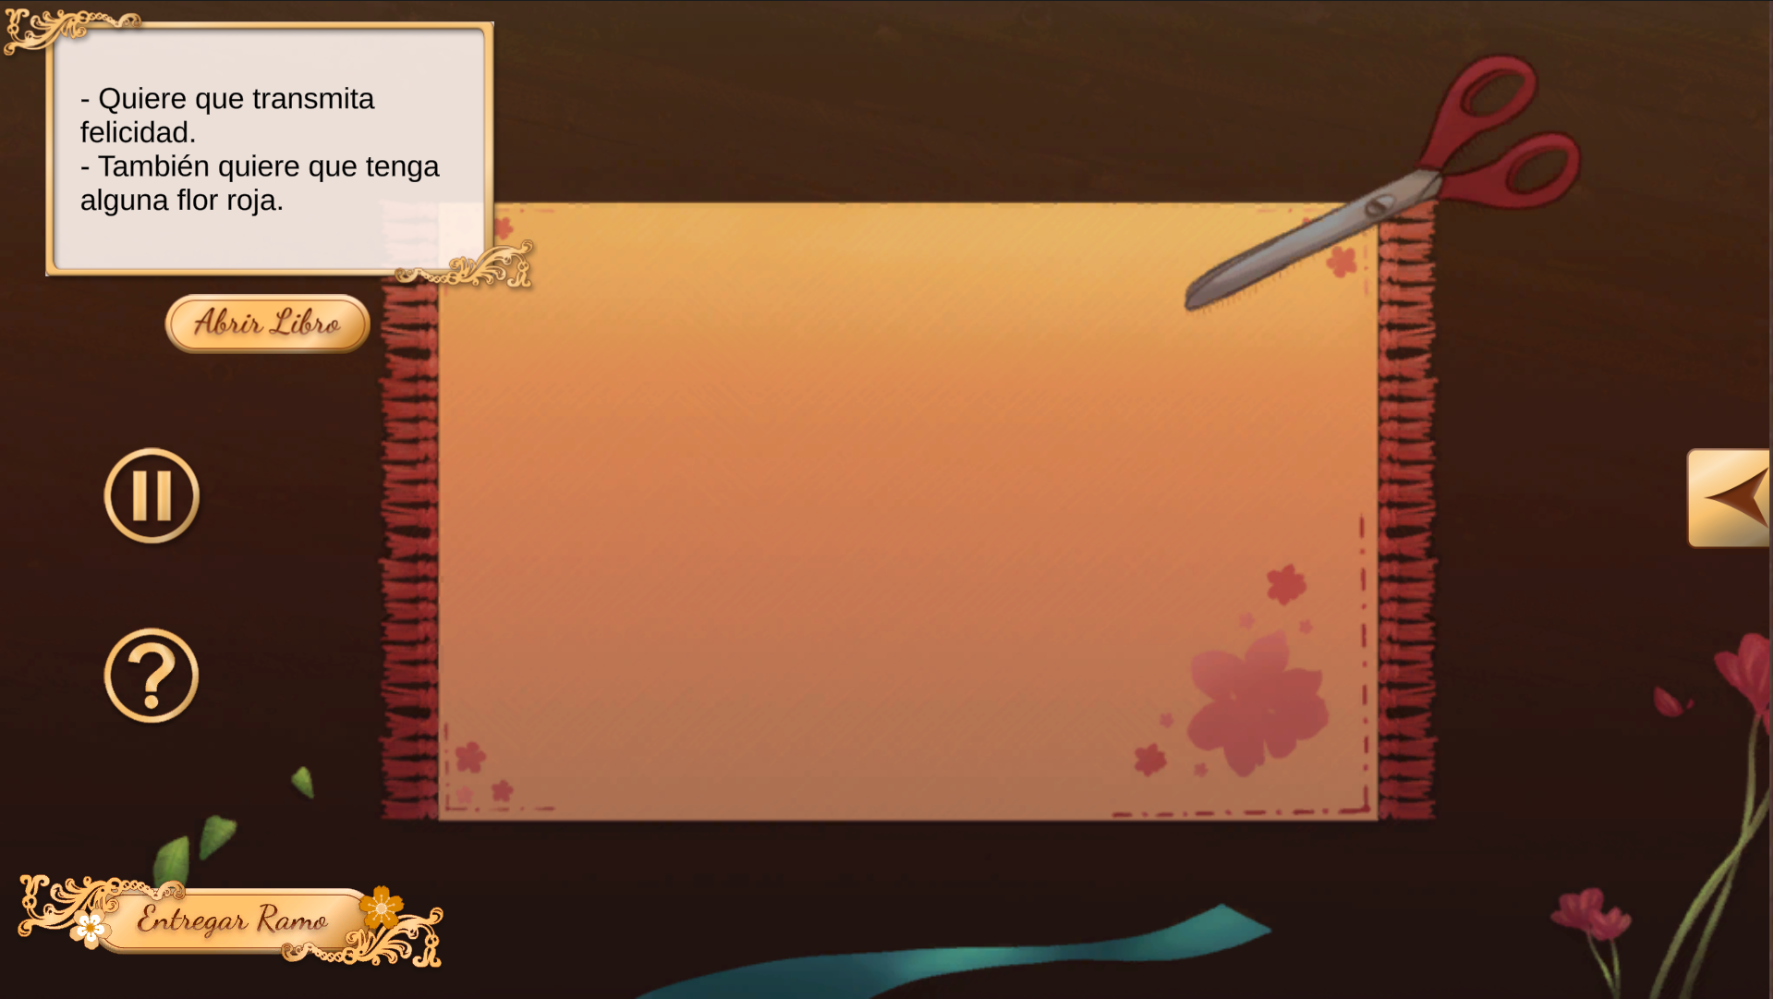 - Quiere que transmita
felicidad.
- También quiere que tenga
alguna flor roja.
Abrir Libro
?
Entregar Ramo